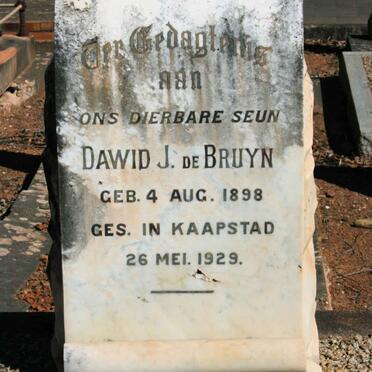 Ter Gedagtenis
aan
ONS DIERBARE SEUN
DAWID J. DE BRUYN
GEB. 4 AUG. 1898
GES. IN KAAPSTAD
26 MEI. 1929.